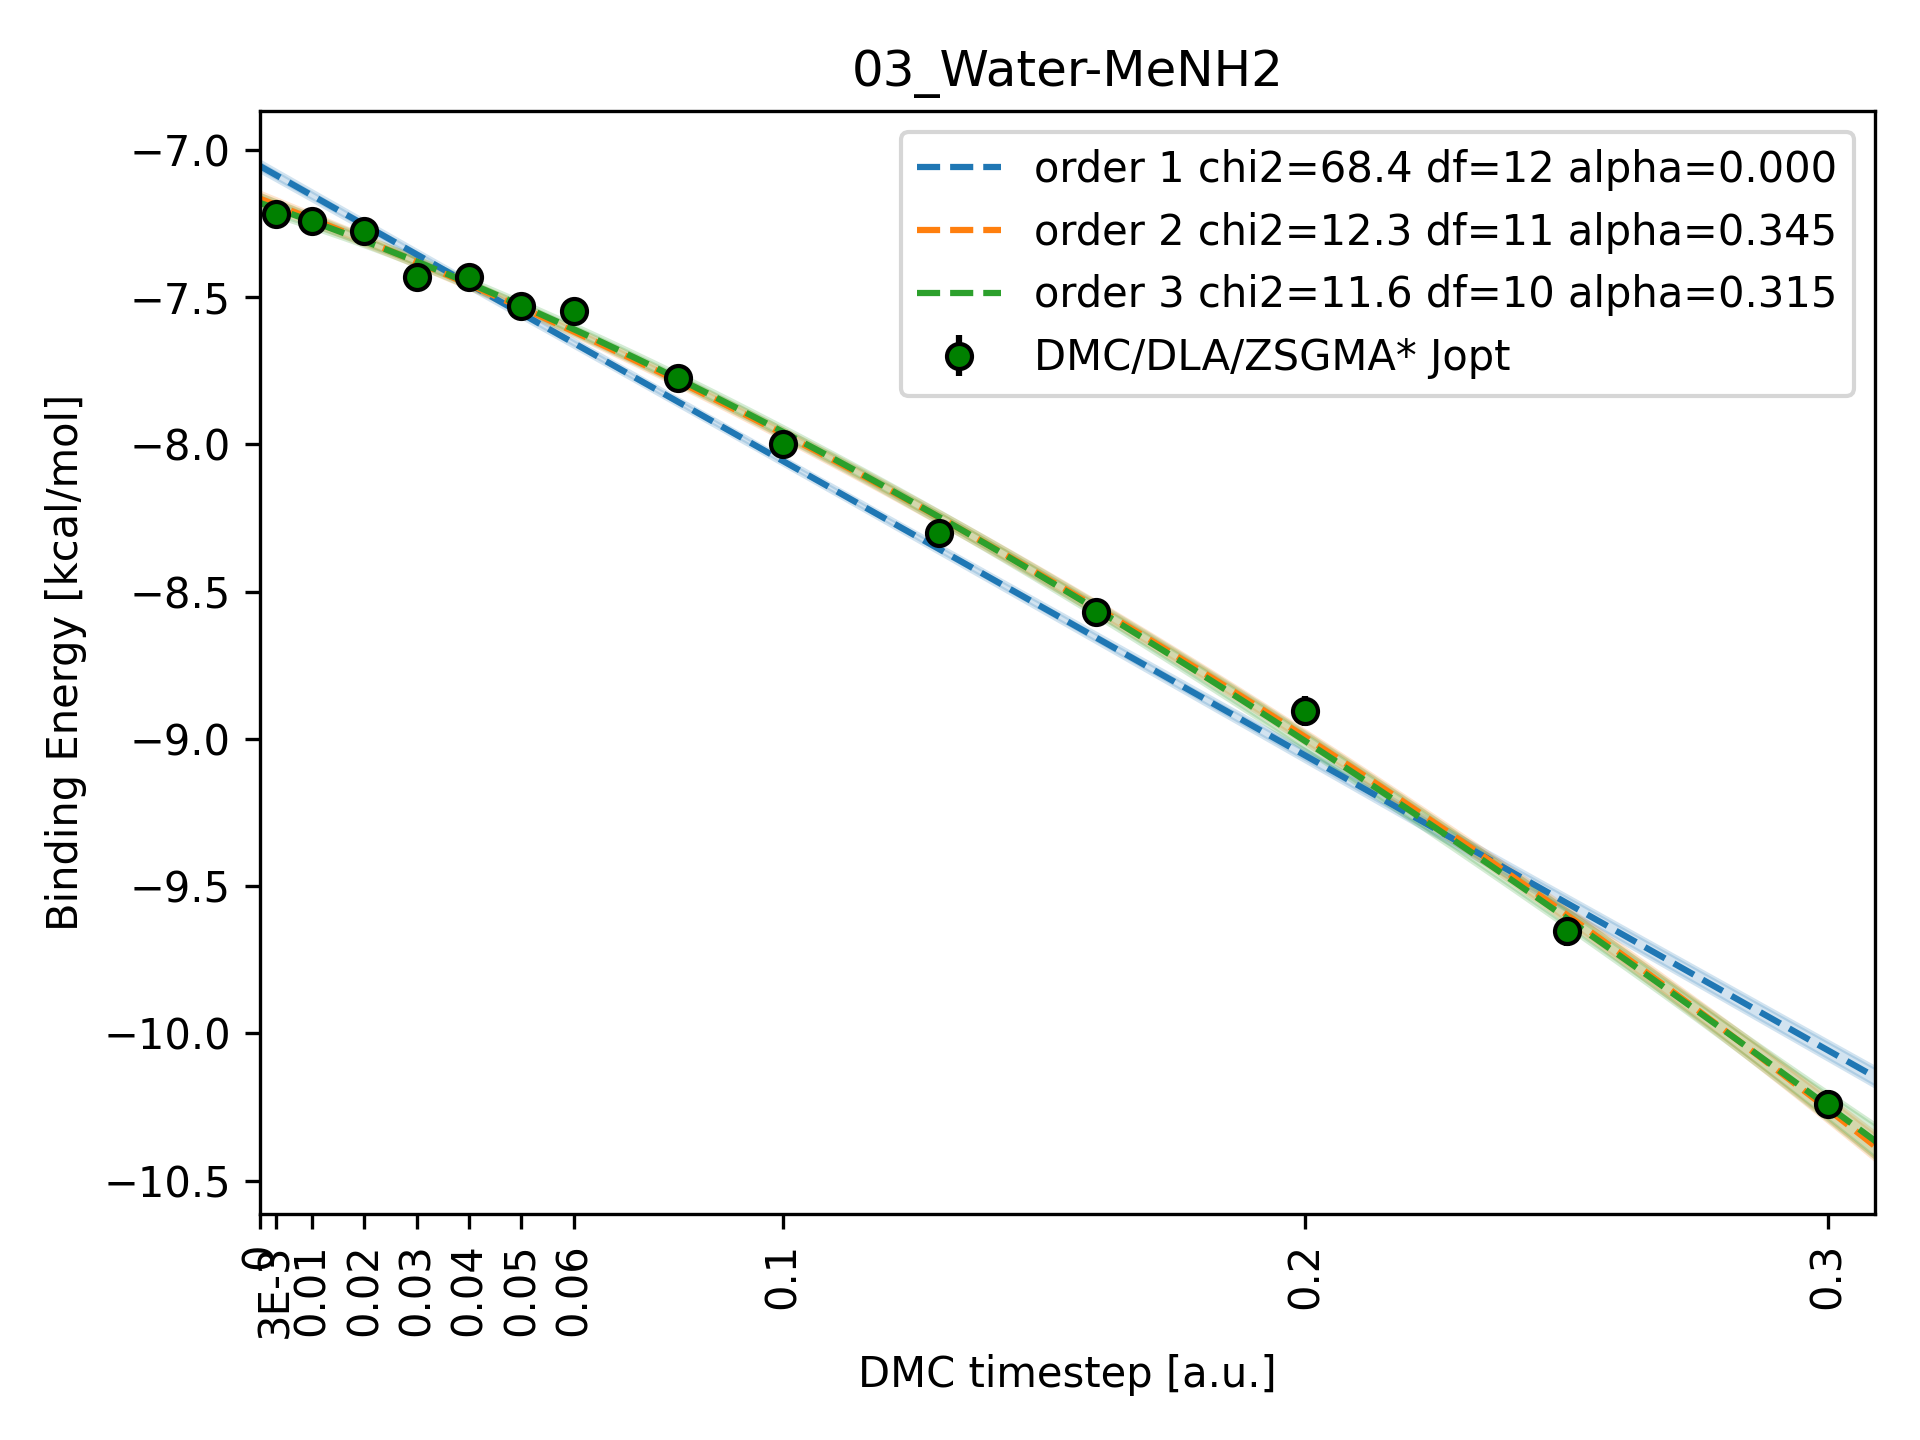 03_Water-MeNH2
order 1 chi2=68.4 df=12 alpha=0.000
order 2 chi2=12.3 df=11 alpha=0.345
order 3 chi2=11.6 df=10 alpha=0.315
DMC/DLA/ZSGMA* Jopt
Binding Energy [kcal/mol]
−7.0
−7.5
−8.0
−8.5
−9.0
−9.5
−10.0
−10.5
0
3E-3
0.01
0.02
0.03
0.04
0.05
0.06
0.1
0.2
0.3
DMC timestep [a.u.]